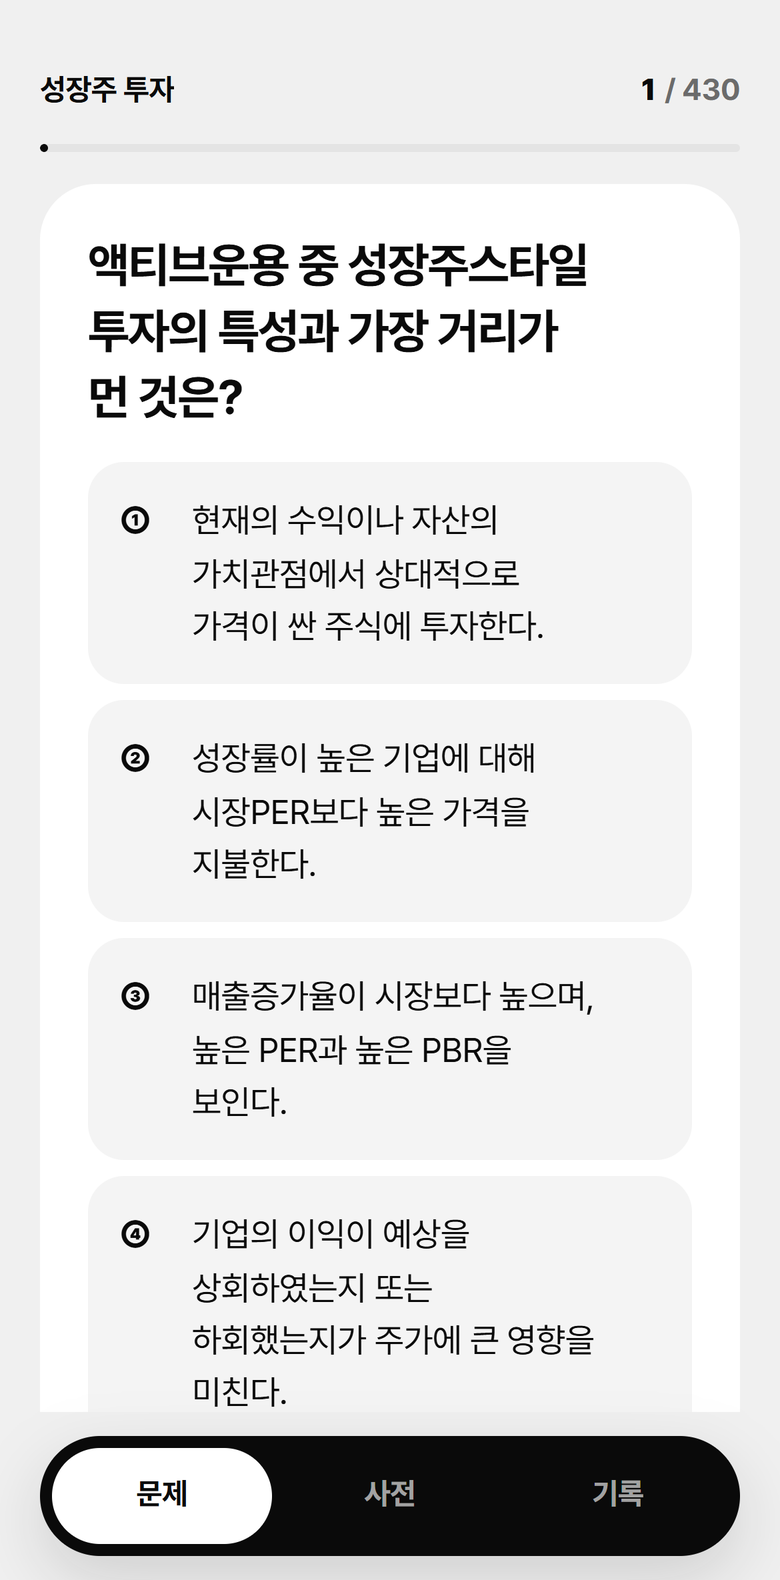 성장주 투자
1 / 430
액티브운용 중 성장주스타일
투자의 특성과 가장 거리가
먼 것은?
① 현재의 수익이나 자산의
가치관점에서 상대적으로
가격이 싼 주식에 투자한다.
② 성장률이 높은 기업에 대해
시장PER보다 높은 가격을
지불한다.
③ 매출증가율이 시장보다 높으며,
높은 PER과 높은 PBR을
보인다.
④ 기업의 이익이 예상을
상회하였는지 또는
하회했는지가 주가에 큰 영향을
미친다.
문제 사전 기록